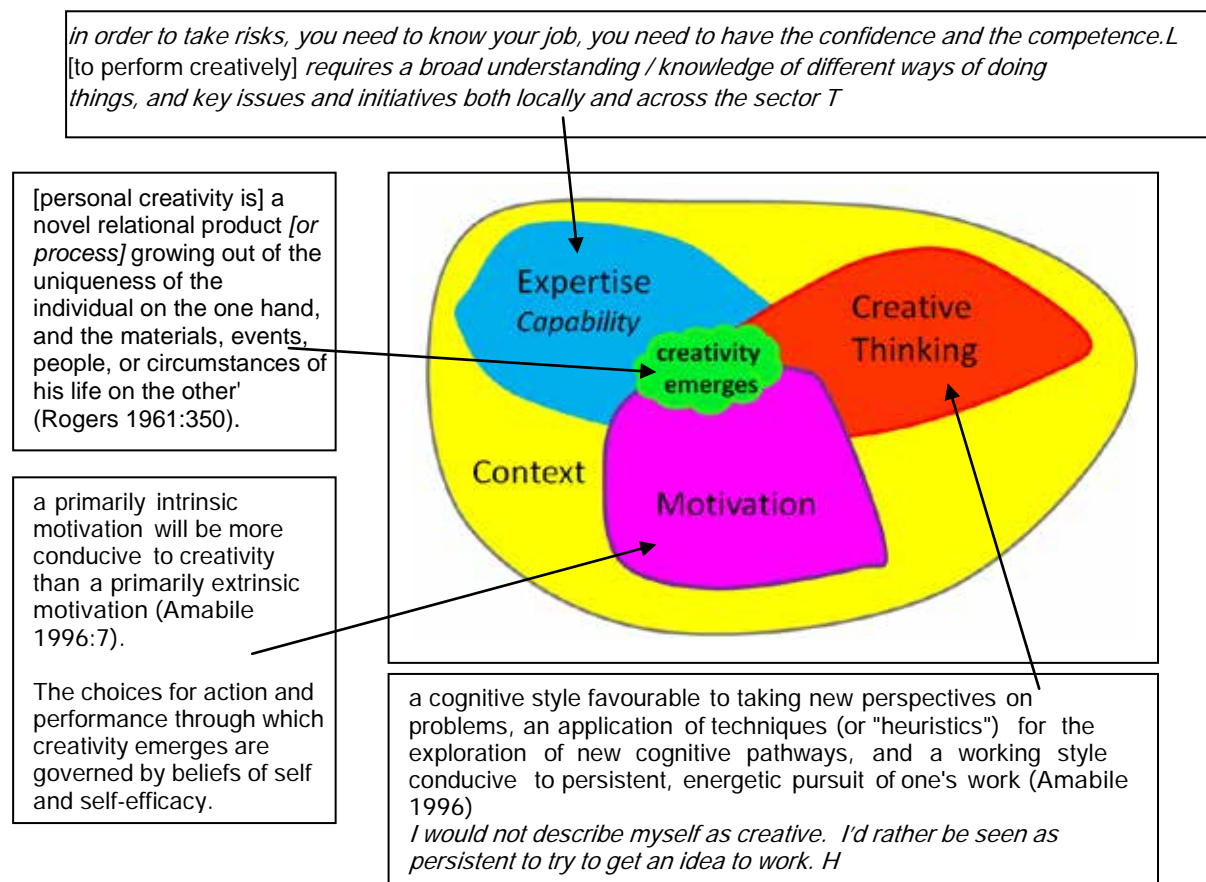 in order to take risks, you need to know your job, you need to have the confidence and the competence.L
[to perform creatively] requires a broad understanding / knowledge of different ways of doing
things, and key issues and initiatives both locally and across the sector T
[personal creativity is] a
novel relational product [or
process] growing out of the
uniqueness of the
individual on the one hand,
and the materials, events,
people, or circumstances of
his life on the other'
(Rogers 1961:350).
Expertise
Capability
Creative
Thinking
creativity
emerges
Context
Motivation
a primarily intrinsic
motivation will be more
conducive to creativity
than a primarily extrinsic
motivation (Amabile
1996:7).
The choices for action and
performance through which
creativity emerges are
governed by beliefs of self
and self-efficacy.
a cognitive style favourable to taking new perspectives on
problems, an application of techniques (or "heuristics") for the
exploration of new cognitive pathways, and a working style
conducive to persistent, energetic pursuit of one's work (Amabile
1996)
I would not describe myself as creative. I'd rather be seen as
persistent to try to get an idea to work. H